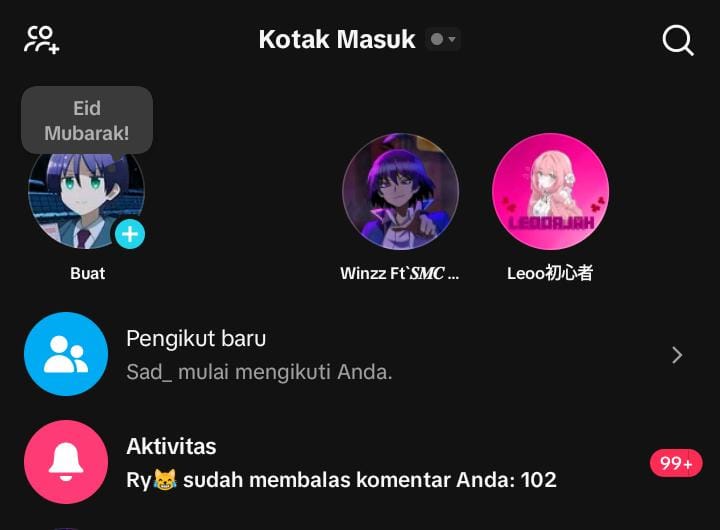 Kotak Masuk
Eid
Mubarak!
LEOOAJAH
Buat
Winzz Ft`𝑺𝑴𝑪 ...
Leoo初心者
Pengikut baru
Sad_ mulai mengikuti Anda.
Aktivitas
Ry😹 sudah membalas komentar Anda: 102
99+